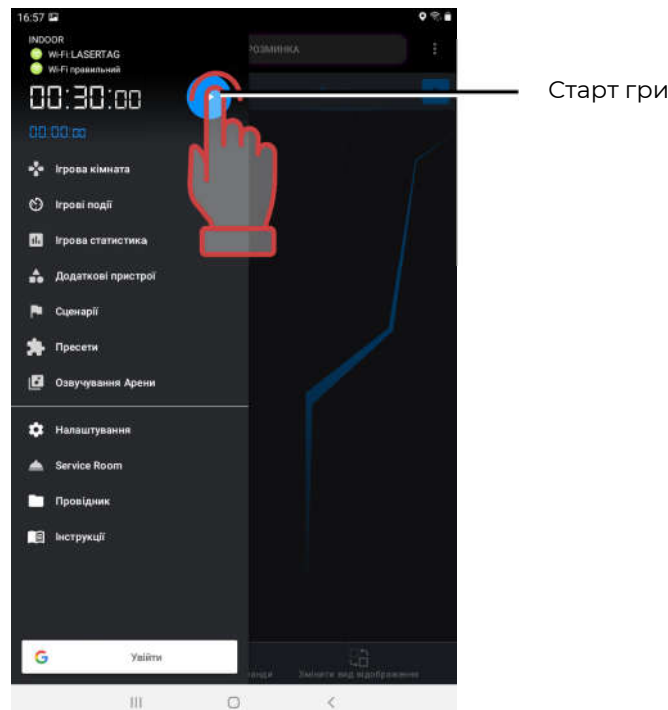 16:57
INDOOR
Wi-Fi: LASERTAG
Wi-Fi правильний
РОЗМИНКА
00:30:00
Старт гри
00:00:00
Ігрова кімната
Ігрові події
Ігрова статистика
Додаткові пристрої
Сценарії
Пресети
Озвучування Арени
Налаштування
Service Room
Провідник
Інструкції
G Увійти
Змінити вид відображення